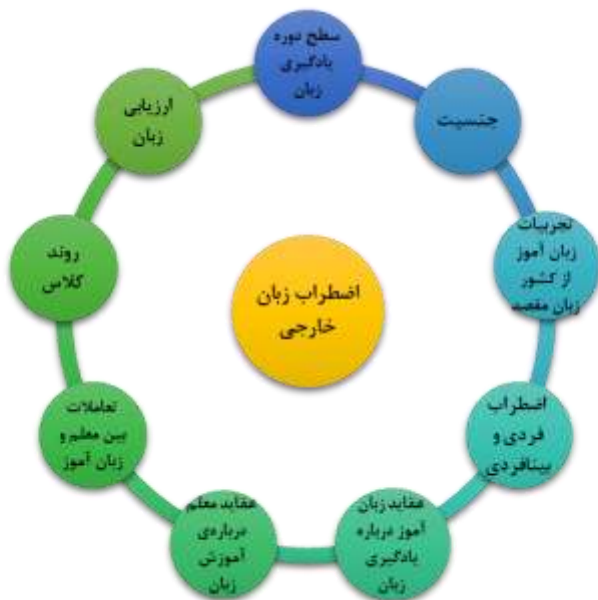 سطح دوره
یادگیری
زبان
جنسیت
تجربیات
زبان آموز
از کشور
زبان مقصد
اضطراب
فردی و
بینافردی
عقاید زبان
آموز درباره
یادگیری
زبان
عقاید معلم
درباره‌ی
آموزش
زبان
تعاملات
بین معلم و
زبان آموز
روند
کلاس
ارزیابی
زبان
اضطراب زبان
خارجی